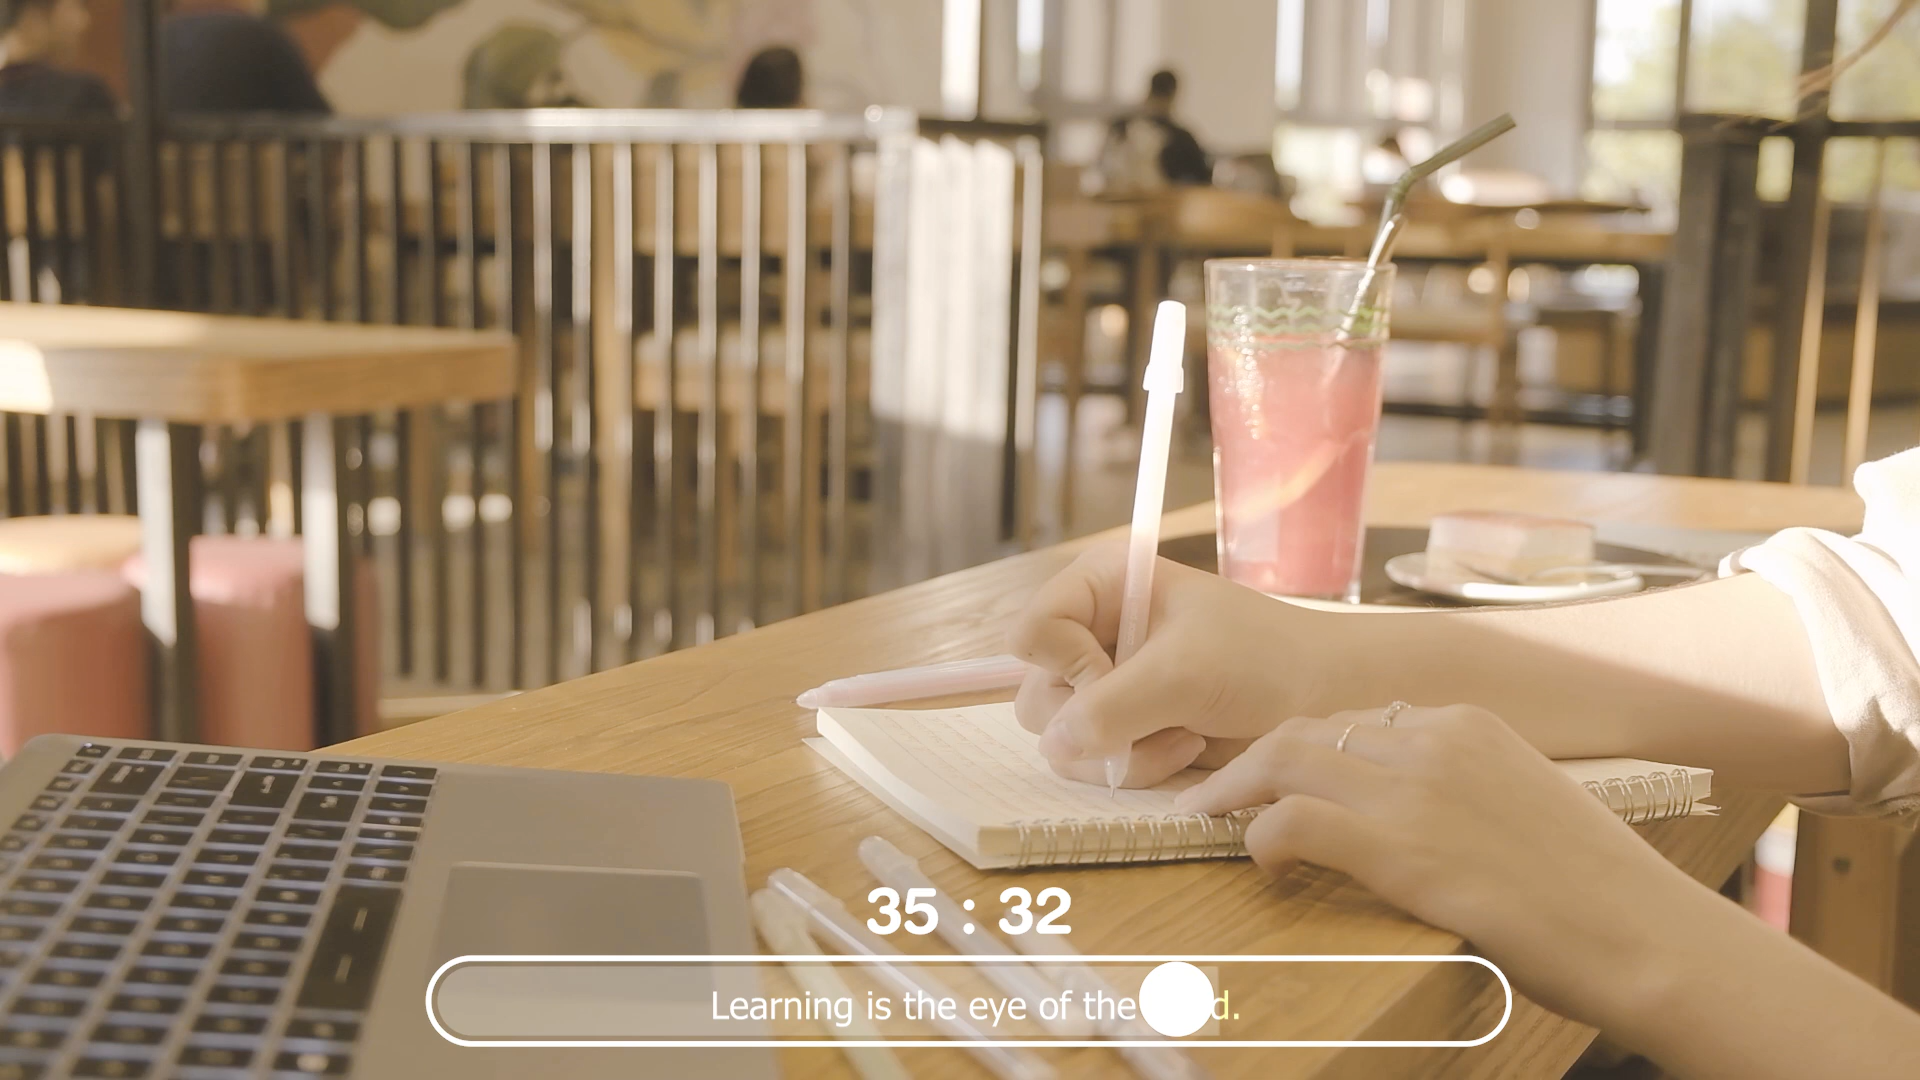 35 : 32
Learning is the eye of the d.